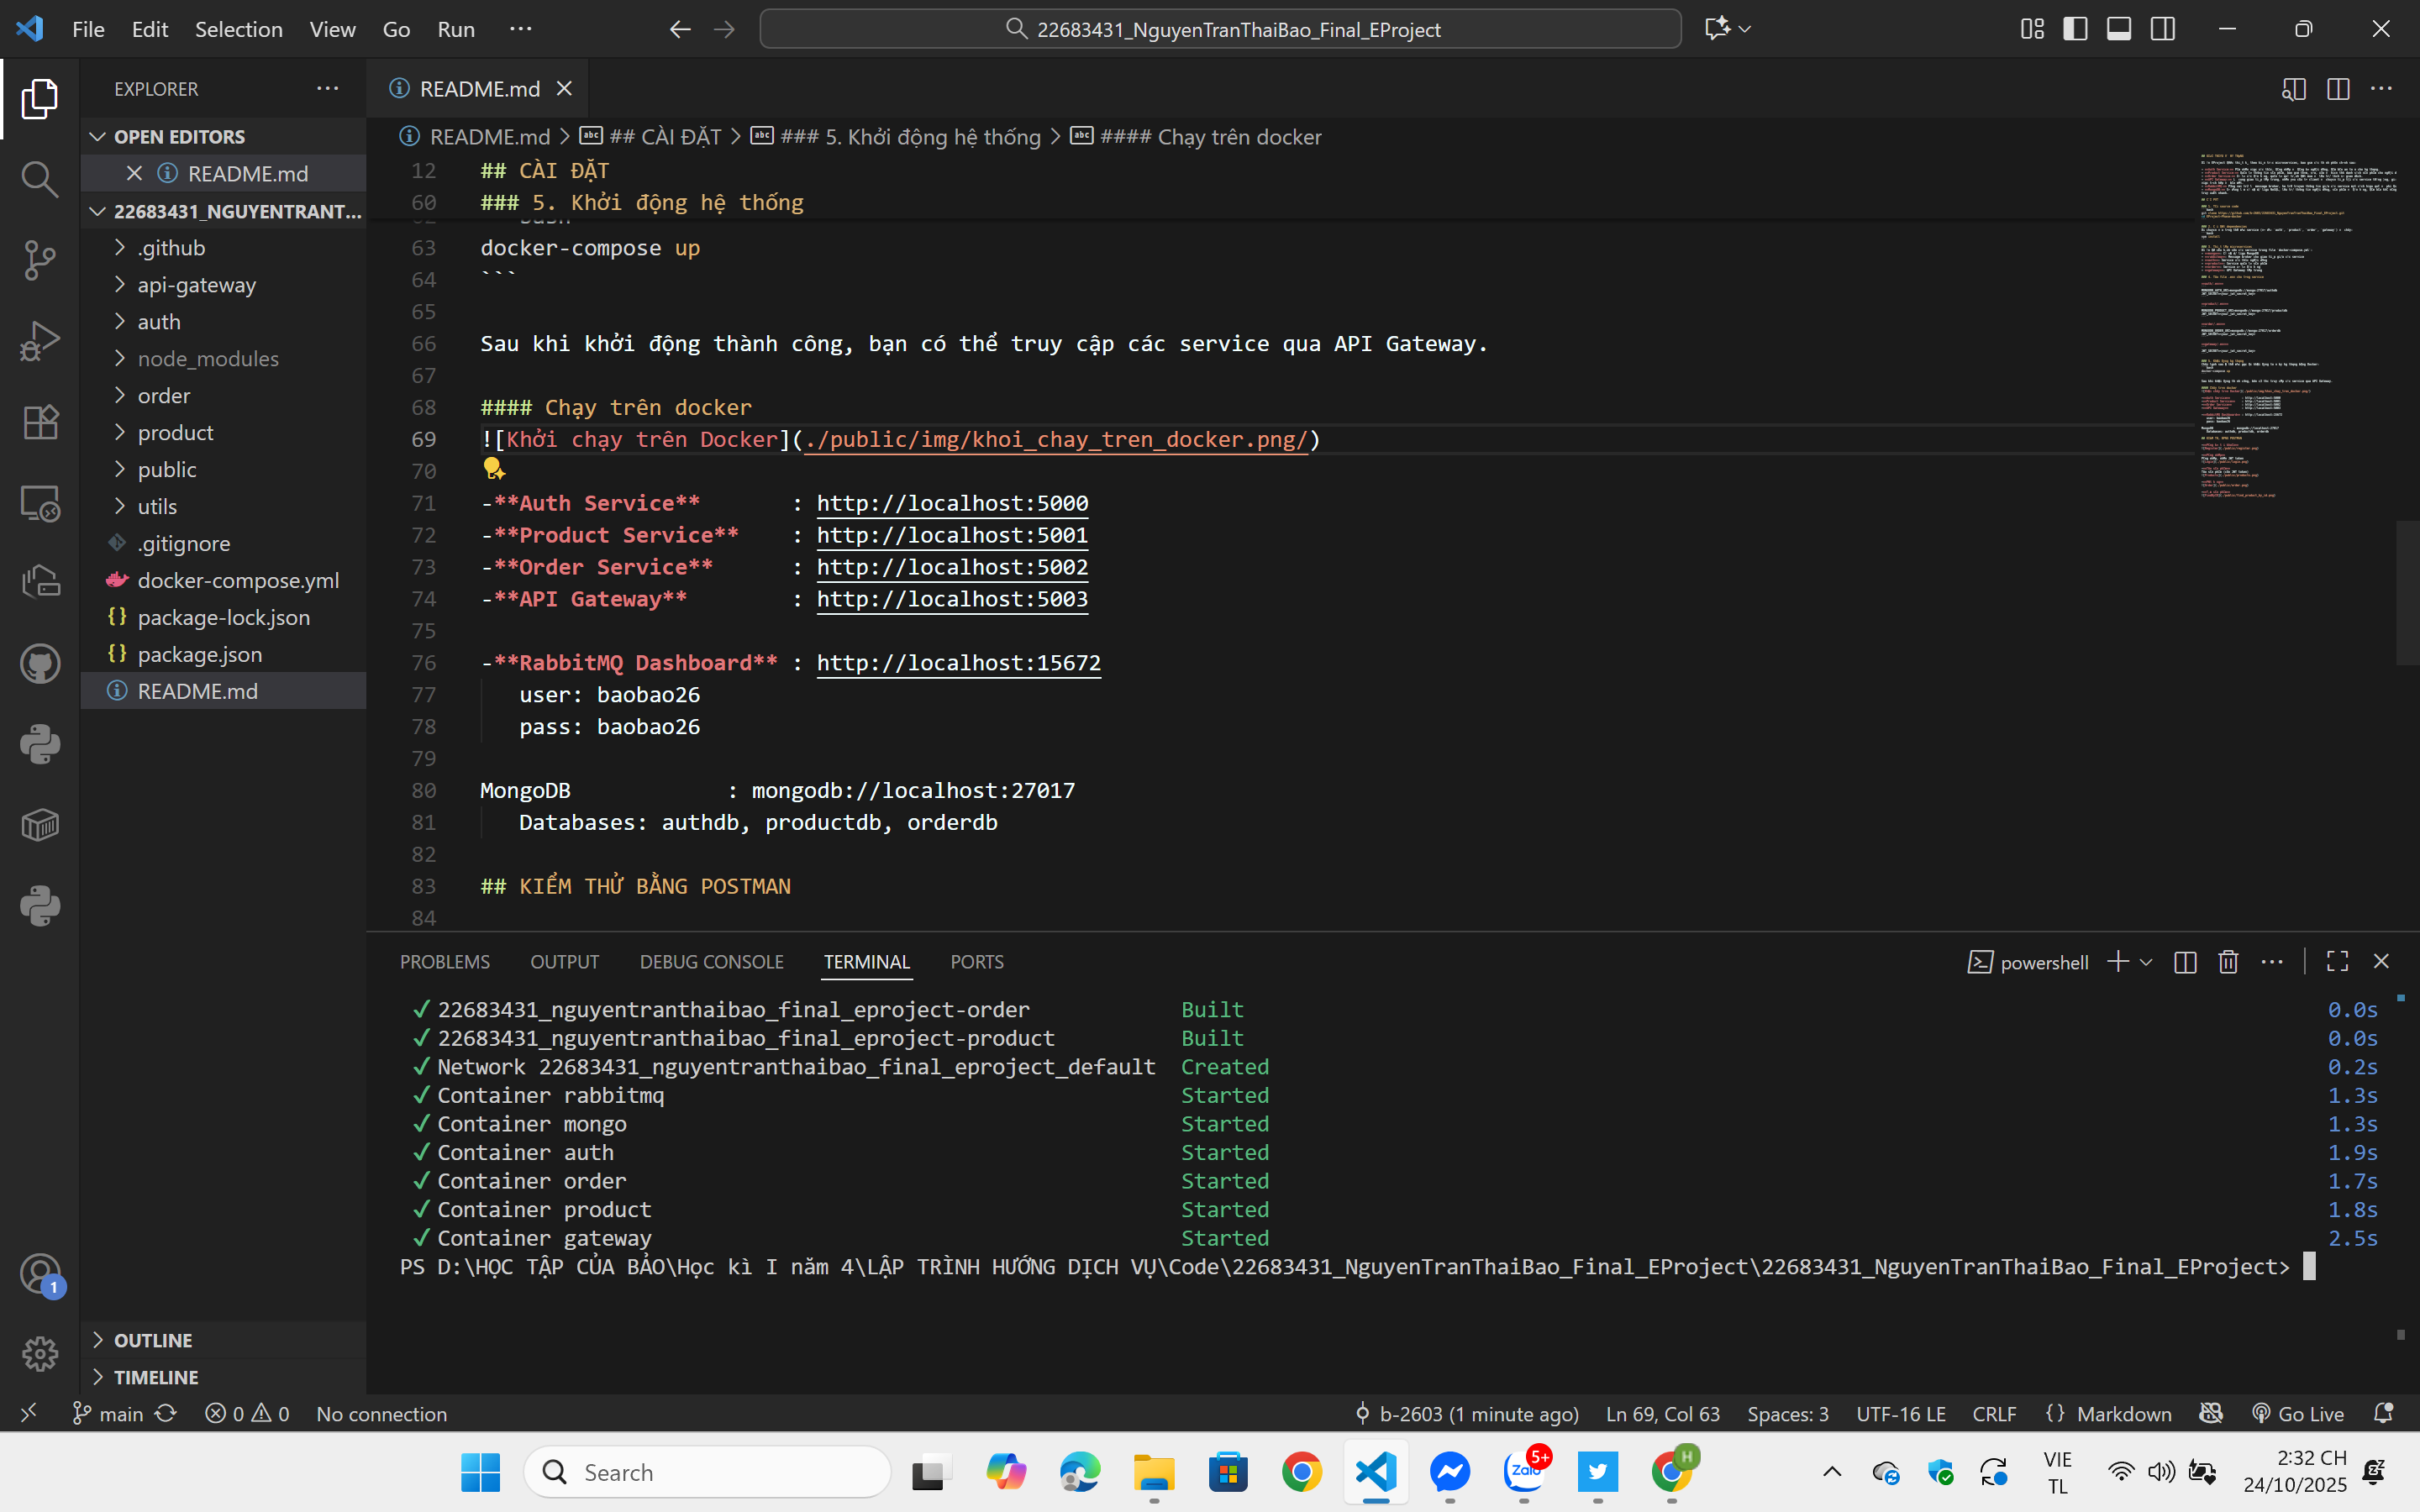 File Edit Selection View Go Run ···
22683431_NguyenTranThaiBao_Final_EProject
EXPLORER
README.md
OPEN EDITORS
README.md
22683431_NGUYENTRANT...
.github
api-gateway
auth
node_modules
order
product
public
utils
.gitignore
docker-compose.yml
package-lock.json
package.json
README.md
OUTLINE
TIMELINE
README.md > ## CÀI ĐẶT > ### 5. Khởi động hệ thống > #### Chạy trên docker
12 ## CÀI ĐẶT
60 ### 5. Khởi động hệ thống
63 docker-compose up
64 ```
65
66 Sau khi khởi động thành công, bạn có thể truy cập các service qua API Gateway.
67
68 #### Chạy trên docker
69 ![Khởi chạy trên Docker](./public/img/khoi_chay_tren_docker.png/)
70
71 -**Auth Service** : http://localhost:5000
72 -**Product Service** : http://localhost:5001
73 -**Order Service** : http://localhost:5002
74 -**API Gateway** : http://localhost:5003
75
76 -**RabbitMQ Dashboard** : http://localhost:15672
77 user: baobao26
78 pass: baobao26
79
80 MongoDB : mongodb://localhost:27017
81 Databases: authdb, productdb, orderdb
82
83 ## KIỂM THỬ BẰNG POSTMAN
84
PROBLEMS OUTPUT DEBUG CONSOLE TERMINAL PORTS
powershell
✓ 22683431_nguyentranthaibao_final_eproject-order Built 0.0s
✓ 22683431_nguyentranthaibao_final_eproject-product Built 0.0s
✓ Network 22683431_nguyentranthaibao_final_eproject_default Created 0.2s
✓ Container rabbitmq Started 1.3s
✓ Container mongo Started 1.3s
✓ Container auth Started 1.9s
✓ Container order Started 1.7s
✓ Container product Started 1.8s
✓ Container gateway Started 2.5s
PS D:\HỌC TẬP CỦA BẢO\Học kì I năm 4\LẬP TRÌNH HƯỚNG DỊCH VỤ\Code\22683431_NguyenTranThaiBao_Final_EProject\22683431_NguyenTranThaiBao_Final_EProject>
1
main 0 0 No connection b-2603 (1 minute ago) Ln 69, Col 63 Spaces: 3 UTF-16 LE CRLF {} Markdown Go Live
Search
Zalo 5+
H
VIE
TL
2:32 CH
24/10/2025